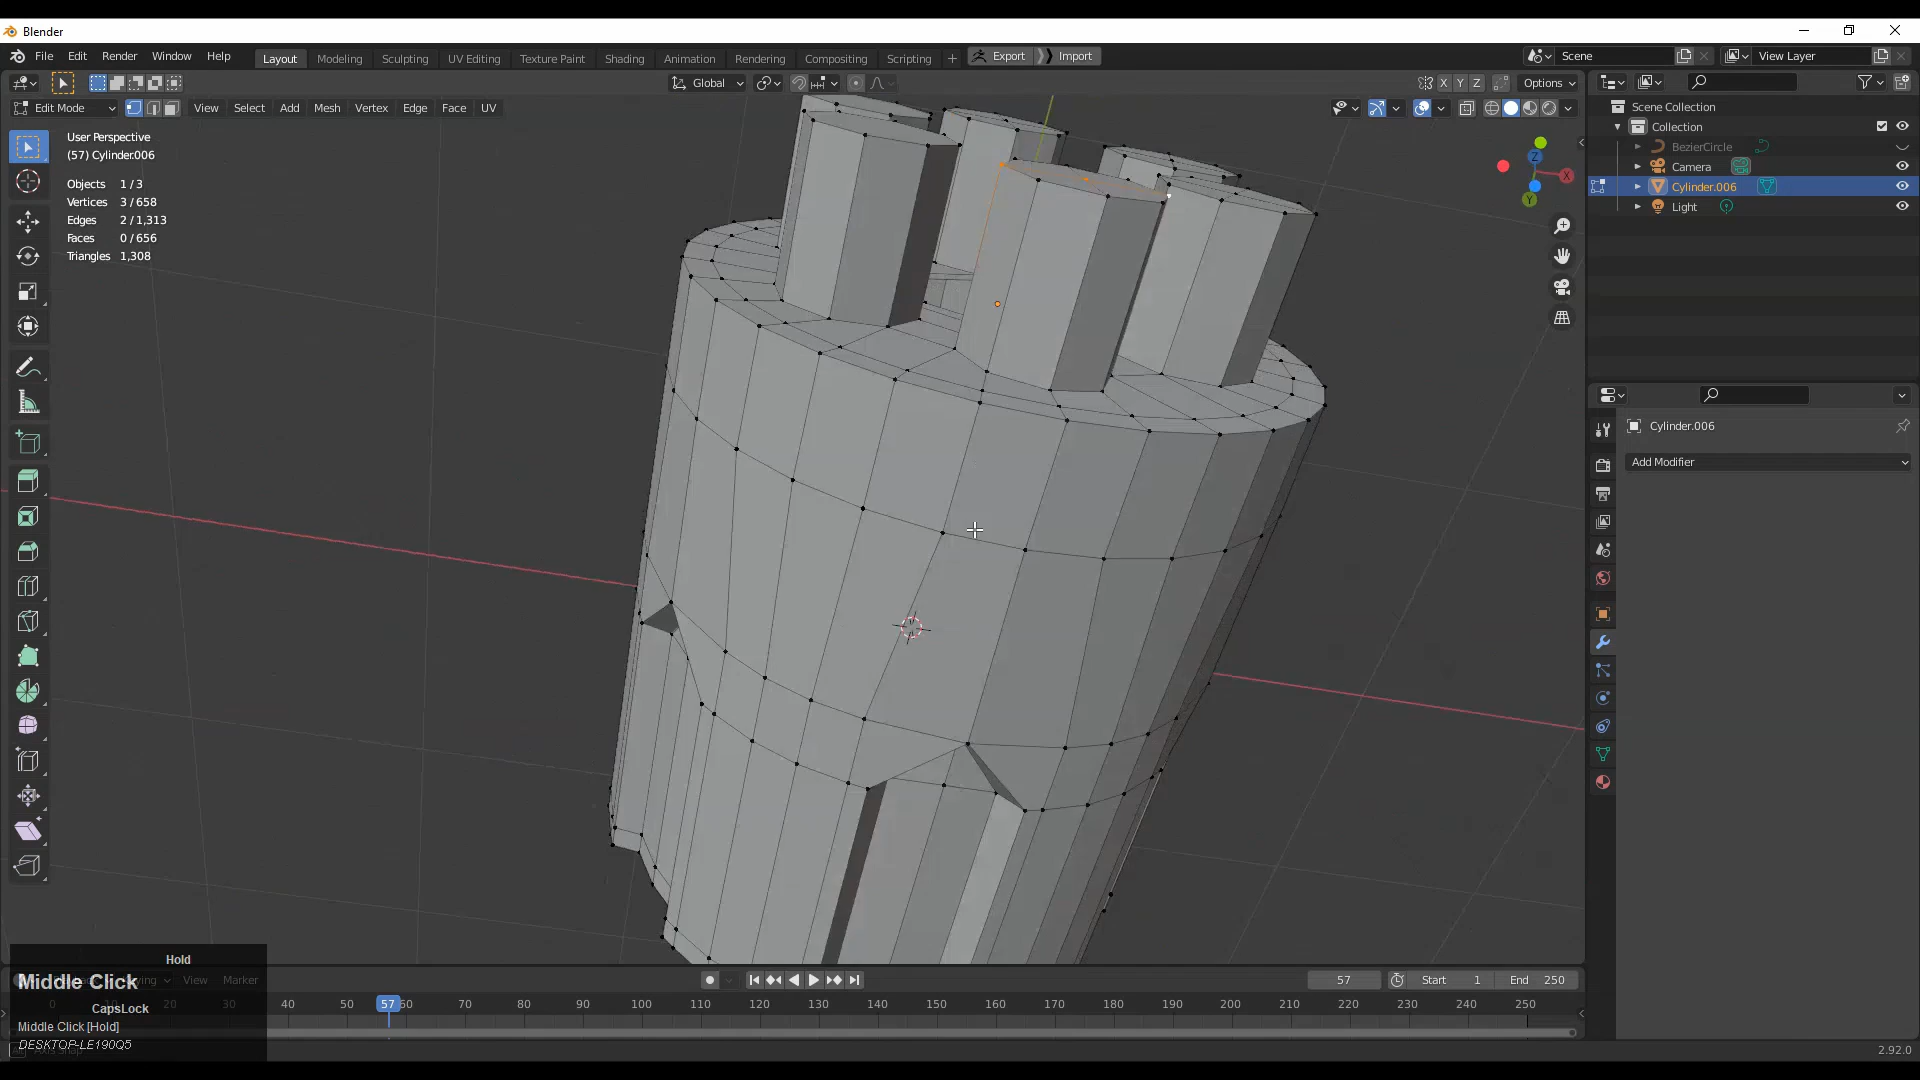 Blender
File Edit Render Window Help Layout Modeling Sculpting UV Editing Texture Paint Shading Animation Rendering Compositing Scripting + Export Import Scene View Layer
Global X Y Z Options
Edit Mode View Select Add Mesh Vertex Edge Face UV
User Perspective
(57) Cylinder.006
Objects 1 / 3
Vertices 3 / 658
Edges 2 / 1,313
Faces 0 / 656
Triangles 1,308
Z
X
Y
Scene Collection
Collection
BezierCircle
Camera
Cylinder.006
Light
Cylinder.006
Add Modifier
Hold
Middle Click
CapsLock
Middle Click [Hold]
DESKTOP-LE190Q5
View Marker
57 Start 1 End 250
0 20 30 40 50 57 60 70 80 90 100 110 120 130 140 150 160 170 180 190 200 210 220 230 240 250
2.92.0